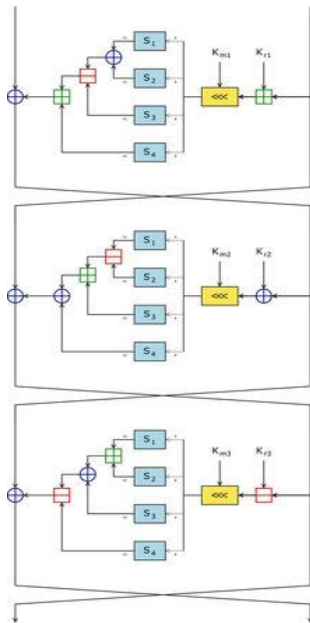 S1
Km1 Kr1
S2
<<<
S3
S4
S1
Km2 Kr2
S2
<<<
S3
S4
S1
Km3 Kr3
S2
<<<
S3
S4